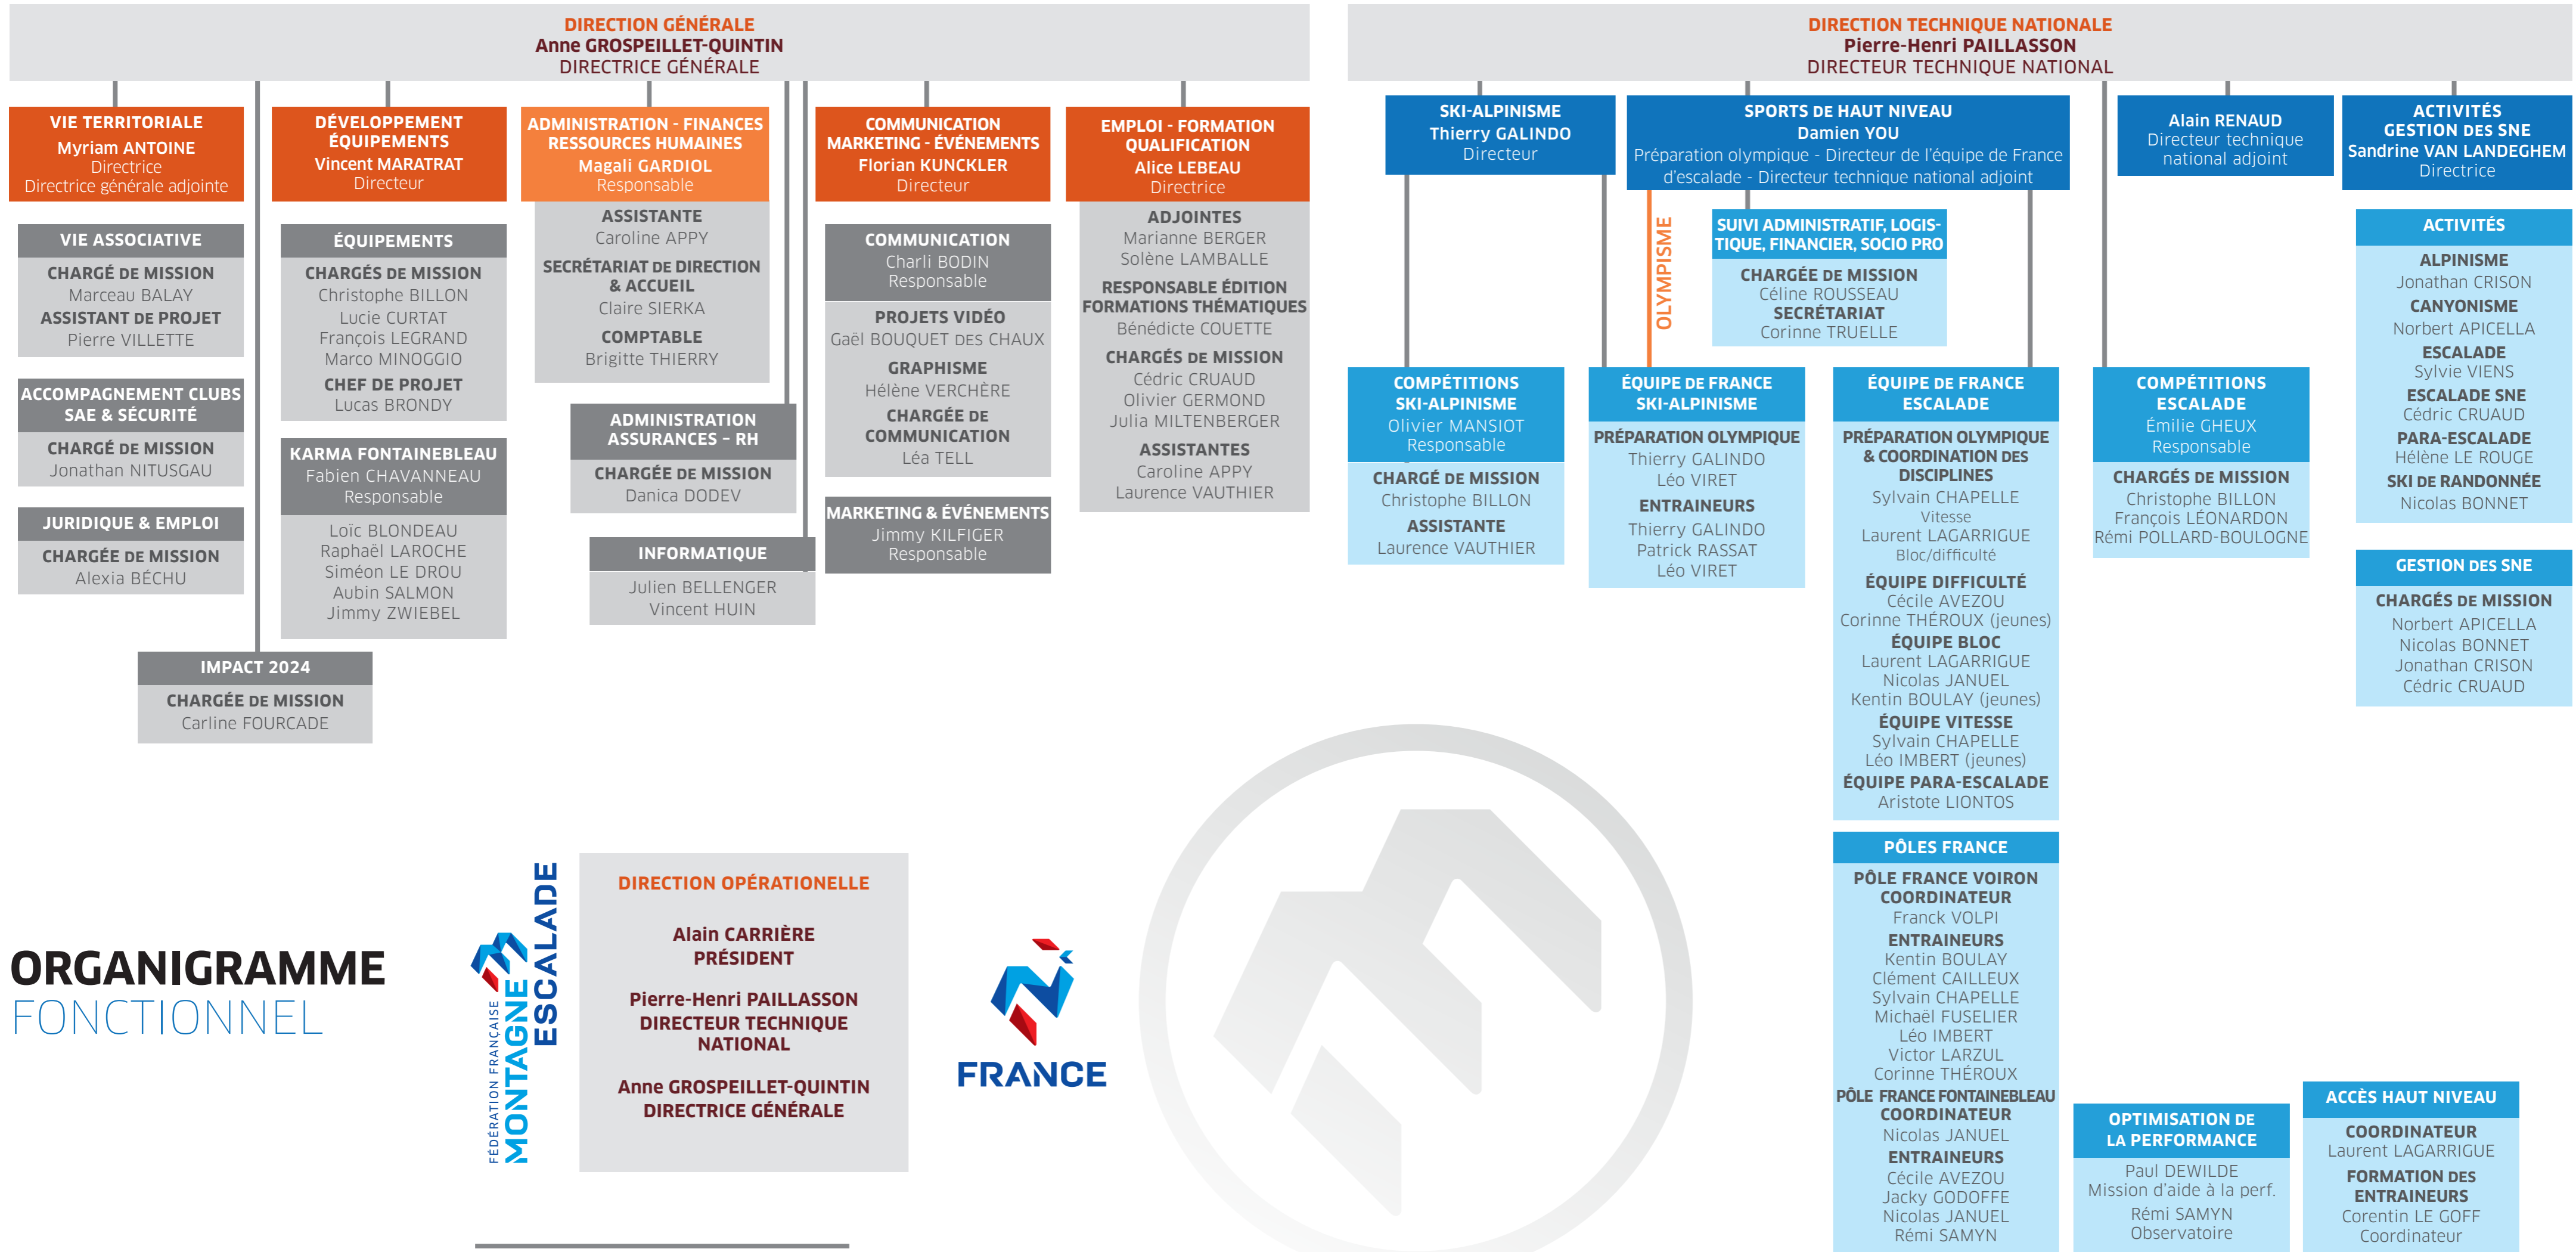 DIRECTION GÉNÉRALE
Anne GROSPEILLET-QUINTIN
DIRECTRICE GÉNÉRALE
VIE TERRITORIALE
Myriam ANTOINE
Directrice
Directrice générale adjointe
VIE ASSOCIATIVE
CHARGÉ DE MISSION
Marceau BALAY
ASSISTANT DE PROJET
Pierre VILLETTE
ACCOMPAGNEMENT CLUBS
SAE & SÉCURITÉ
CHARGÉ DE MISSION
Jonathan NITUSGAU
JURIDIQUE & EMPLOI
CHARGÉE DE MISSION
Alexia BÉCHU
IMPACT 2024
CHARGÉE DE MISSION
Carline FOURCADE
DÉVELOPPEMENT
ÉQUIPEMENTS
Vincent MARATRAT
Directeur
ÉQUIPEMENTS
CHARGÉS DE MISSION
Christophe BILLON
Lucie CURTAT
François LEGRAND
Marco MINOGGIO
CHEF DE PROJET
Lucas BRONDY
KARMA FONTAINEBLEAU
Fabien CHAVANNEAU
Responsable
Loïc BLONDEAU
Raphaël LAROCHE
Siméon LE DROU
Aubin SALMON
Jimmy ZWIEBEL
ADMINISTRATION - FINANCES
RESSOURCES HUMAINES
Magali GARDIOL
Responsable
ASSISTANTE
Caroline APPY
SECRÉTARIAT DE DIRECTION
& ACCUEIL
Claire SIERKA
COMPTABLE
Brigitte THIERRY
ADMINISTRATION
ASSURANCES – RH
CHARGÉE DE MISSION
Danica DODEV
INFORMATIQUE
Julien BELLENGER
Vincent HUIN
COMMUNICATION
MARKETING - ÉVÉNEMENTS
Florian KUNCKLER
Directeur
COMMUNICATION
Charli BODIN
Responsable
PROJETS VIDÉO
Gaël BOUQUET DES CHAUX
GRAPHISME
Hélène VERCHÈRE
CHARGÉE DE
COMMUNICATION
Léa TELL
MARKETING & ÉVÉNEMENTS
Jimmy KILFIGER
Responsable
EMPLOI - FORMATION
QUALIFICATION
Alice LEBEAU
Directrice
ADJOINTES
Marianne BERGER
Solène LAMBALLE
RESPONSABLE ÉDITION
FORMATIONS THÉMATIQUES
Bénédicte COUETTE
CHARGÉS DE MISSION
Cédric CRUAUD
Olivier GERMOND
Julia MILTENBERGER
ASSISTANTES
Caroline APPY
Laurence VAUTHIER
DIRECTION TECHNIQUE NATIONALE
Pierre-Henri PAILLASSON
DIRECTEUR TECHNIQUE NATIONAL
SKI-ALPINISME
Thierry GALINDO
Directeur
SPORTS DE HAUT NIVEAU
Damien YOU
Préparation olympique - Directeur de l'équipe de France
d'escalade - Directeur technique national adjoint
OLYMPISME
SUIVI ADMINISTRATIF, LOGIS-
TIQUE, FINANCIER, SOCIO PRO
CHARGÉE DE MISSION
Céline ROUSSEAU
SECRÉTARIAT
Corinne TRUELLE
COMPÉTITIONS
SKI-ALPINISME
Olivier MANSIOT
Responsable
CHARGÉ DE MISSION
Christophe BILLON
ASSISTANTE
Laurence VAUTHIER
ÉQUIPE DE FRANCE
SKI-ALPINISME
PRÉPARATION OLYMPIQUE
Thierry GALINDO
Léo VIRET
ENTRAINEURS
Thierry GALINDO
Patrick RASSAT
Léo VIRET
ÉQUIPE DE FRANCE
ESCALADE
PRÉPARATION OLYMPIQUE
& COORDINATION DES
DISCIPLINES
Sylvain CHAPELLE
Vitesse
Laurent LAGARRIGUE
Bloc/difficulté
ÉQUIPE DIFFICULTÉ
Cécile AVEZOU
Corinne THÉROUX (jeunes)
ÉQUIPE BLOC
Laurent LAGARRIGUE
Nicolas JANUEL
Kentin BOULAY (jeunes)
ÉQUIPE VITESSE
Sylvain CHAPELLE
Léo IMBERT (jeunes)
ÉQUIPE PARA-ESCALADE
Aristote LIONTOS
PÔLES FRANCE
PÔLE FRANCE VOIRON
COORDINATEUR
Franck VOLPI
ENTRAINEURS
Kentin BOULAY
Clément CAILLEUX
Sylvain CHAPELLE
Michaël FUSELIER
Léo IMBERT
Victor LARZUL
Corinne THÉROUX
PÔLE FRANCE FONTAINEBLEAU
COORDINATEUR
Nicolas JANUEL
ENTRAINEURS
Cécile AVEZOU
Jacky GODOFFE
Nicolas JANUEL
Rémi SAMYN
Alain RENAUD
Directeur technique
national adjoint
COMPÉTITIONS
ESCALADE
Émilie GHEUX
Responsable
CHARGÉS DE MISSION
Christophe BILLON
François LÉONARDON
Rémi POLLARD-BOULOGNE
ACTIVITÉS
GESTION DES SNE
Sandrine VAN LANDEGHEM
Directrice
ACTIVITÉS
ALPINISME
Jonathan CRISON
CANYONISME
Norbert APICELLA
ESCALADE
Sylvie VIENS
ESCALADE SNE
Cédric CRUAUD
PARA-ESCALADE
Hélène LE ROUGE
SKI DE RANDONNÉE
Nicolas BONNET
GESTION DES SNE
CHARGÉS DE MISSION
Norbert APICELLA
Nicolas BONNET
Jonathan CRISON
Cédric CRUAUD
OPTIMISATION DE
LA PERFORMANCE
Paul DEWILDE
Mission d'aide à la perf.
Rémi SAMYN
Observatoire
ACCÈS HAUT NIVEAU
COORDINATEUR
Laurent LAGARRIGUE
FORMATION DES
ENTRAINEURS
Corentin LE GOFF
Coordinateur
ORGANIGRAMME
FONCTIONNEL
FÉDÉRATION FRANÇAISE
MONTAGNE
ESCALADE
DIRECTION OPÉRATIONELLE
Alain CARRIÈRE
PRÉSIDENT
Pierre-Henri PAILLASSON
DIRECTEUR TECHNIQUE
NATIONAL
Anne GROSPEILLET-QUINTIN
DIRECTRICE GÉNÉRALE
FRANCE